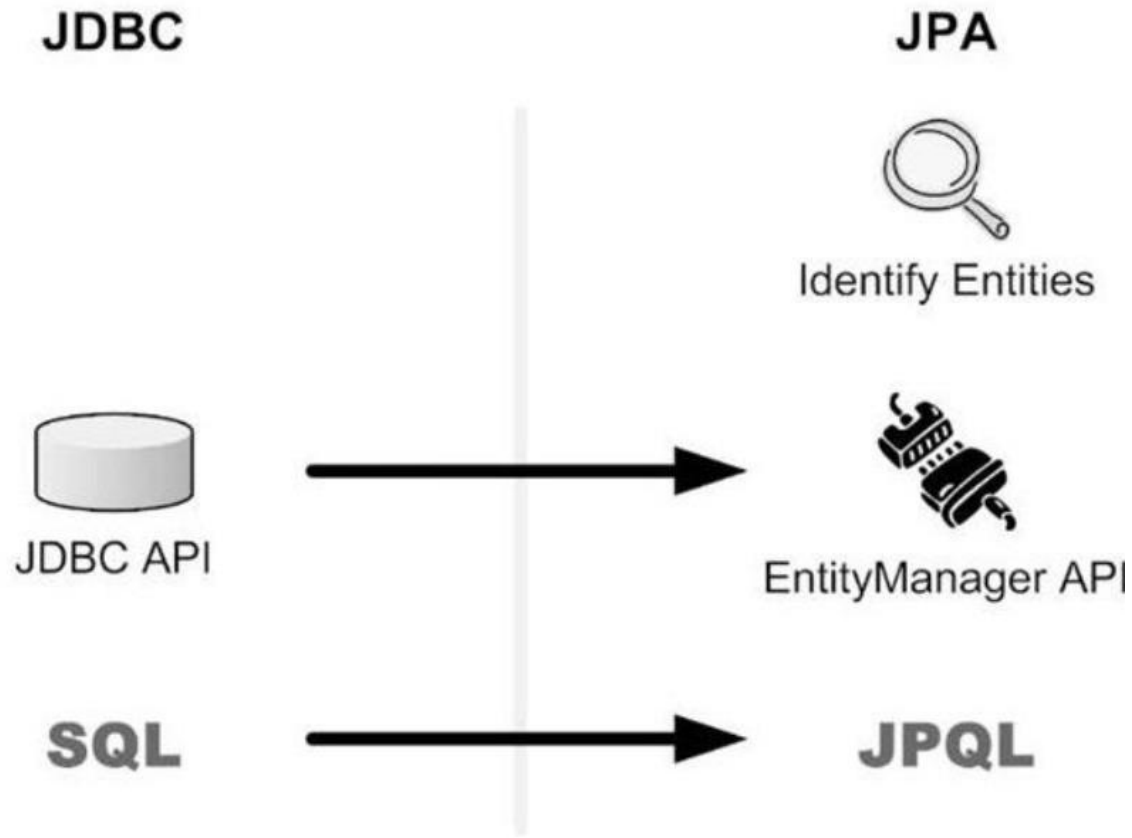 JDBC
JPA
Identify Entities
JDBC API
EntityManager API
SQL
JPQL